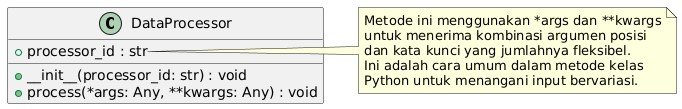 C DataProcessor
processor_id : str
__init__(processor_id: str) : void
process(*args: Any, **kwargs: Any) : void
Metode ini menggunakan *args dan **kwargs
untuk menerima kombinasi argumen posisi
dan kata kunci yang jumlahnya fleksibel.
Ini adalah cara umum dalam metode kelas
Python untuk menangani input bervariasi.